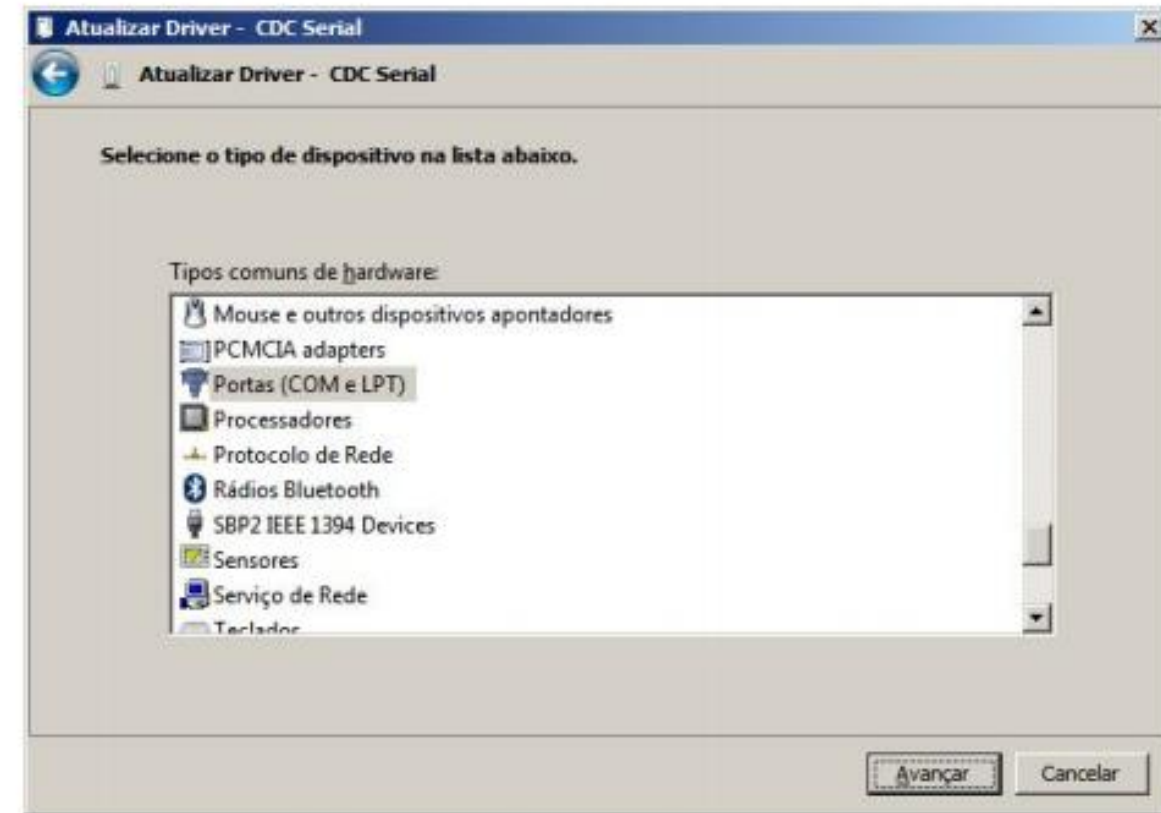 Atualizar Driver - CDC Serial
Atualizar Driver - CDC Serial
Selecione o tipo de dispositivo na lista abaixo.
Tipos comuns de hardware:
Mouse e outros dispositivos apontadores
PCMCIA adapters
Portas (COM e LPT)
Processadores
Protocolo de Rede
Rádios Bluetooth
SBP2 IEEE 1394 Devices
Sensores
Serviço de Rede
Teclados
Avançar Cancelar